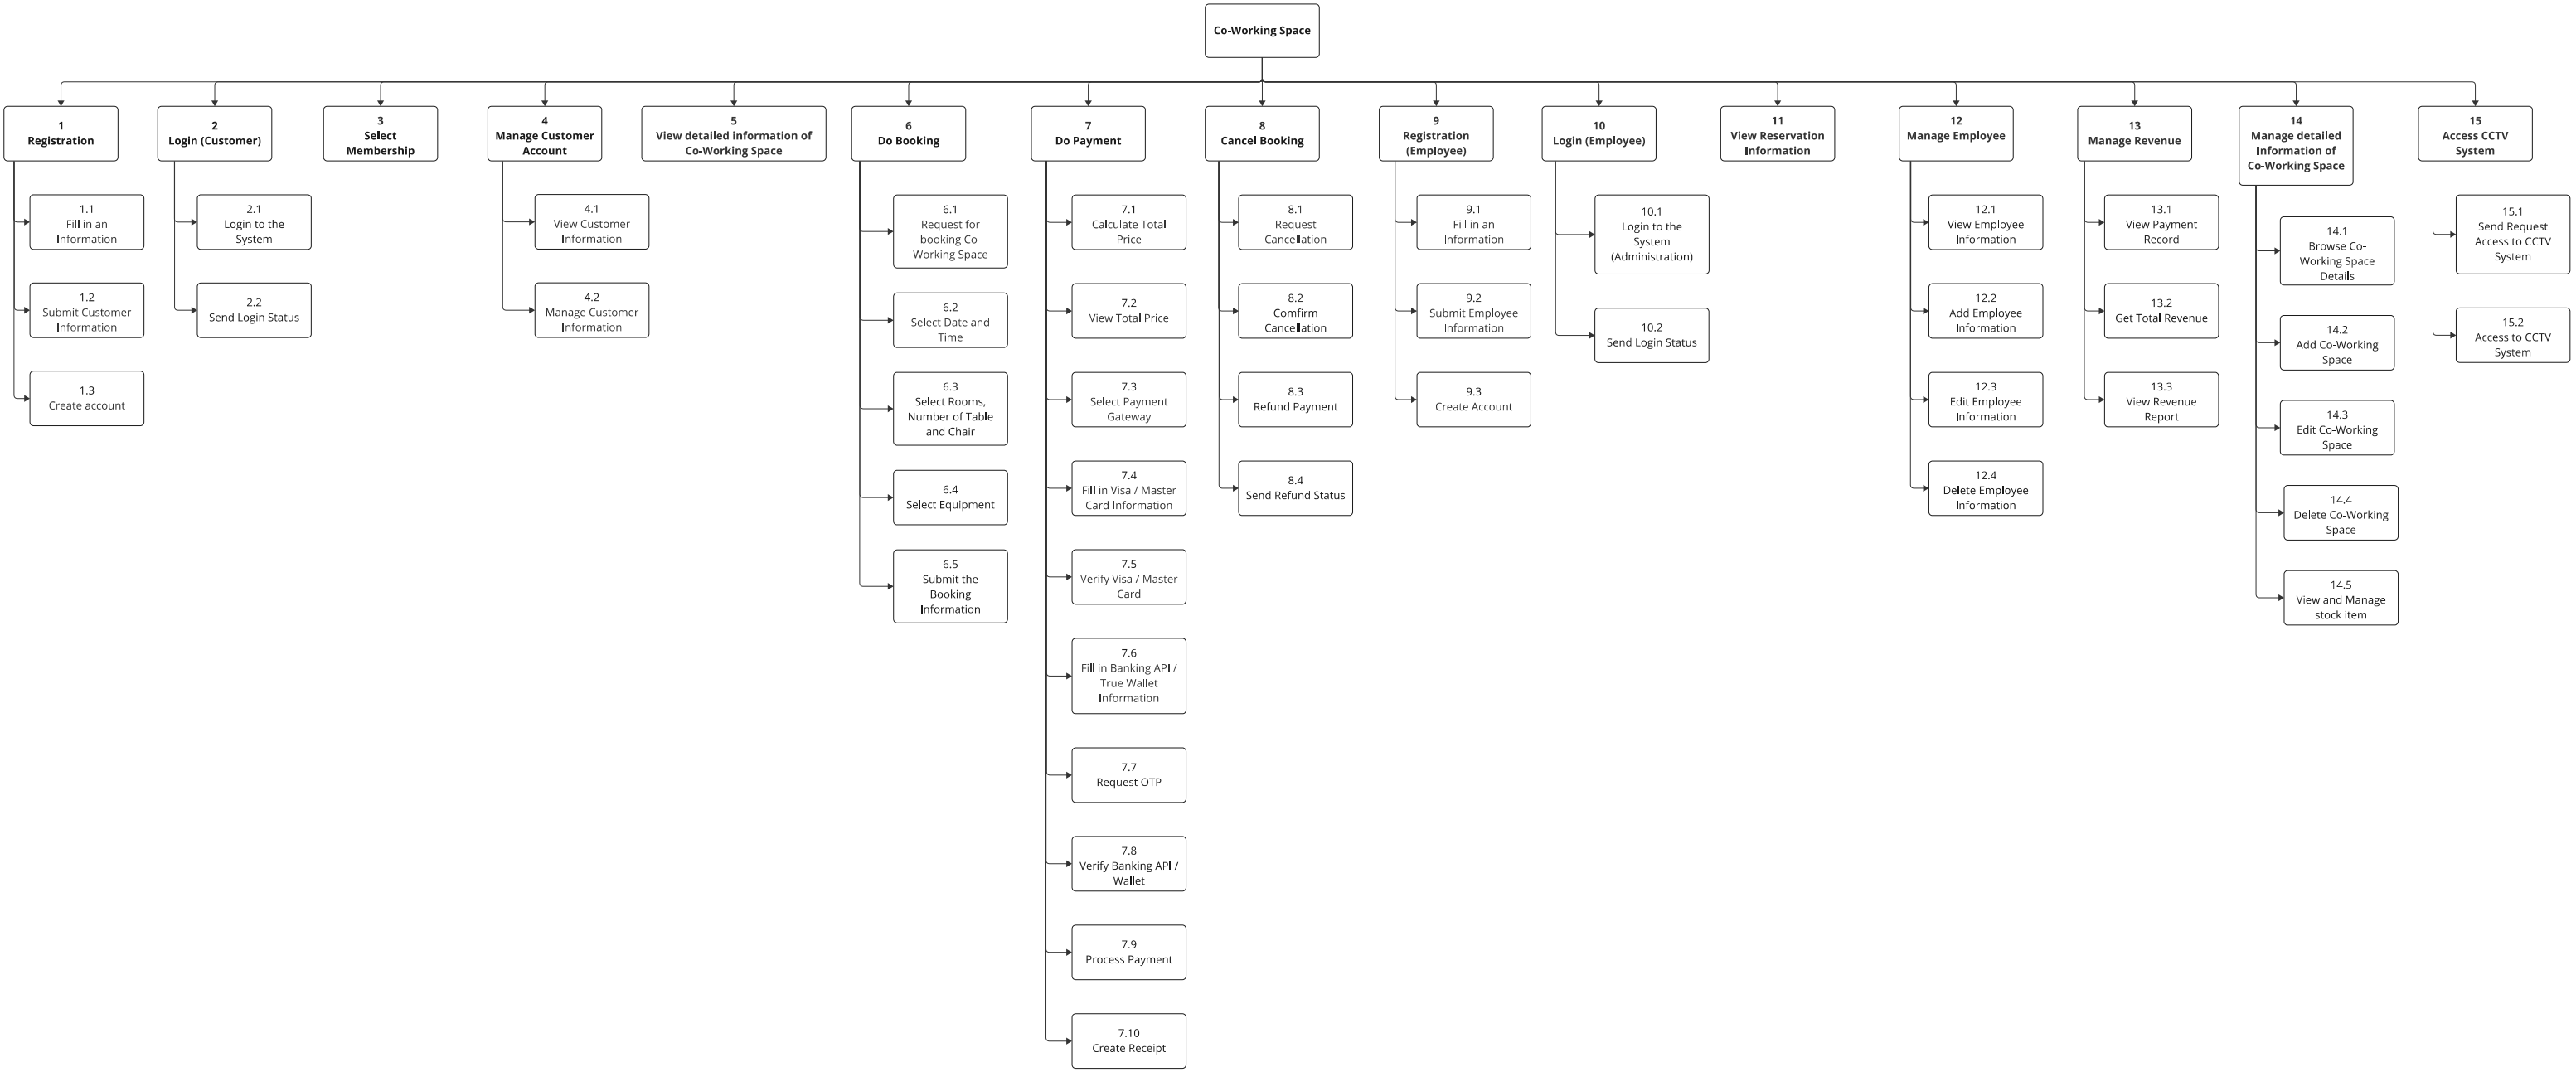 Co-Working Space
1
Registration
2
Login (Customer)
3
Select
Membership
4
Manage Customer
Account
5
View detailed information of
Co-Working Space
6
Do Booking
7
Do Payment
8
Cancel Booking
9
Registration
(Employee)
10
Login (Employee)
11
View Reservation
Information
12
Manage Employee
13
Manage Revenue
14
Manage detailed
Information of
Co-Working Space
15
Access CCTV
System
1.1
Fill in an
Information
1.2
Submit Customer
Information
1.3
Create account
2.1
Login to the
System
2.2
Send Login Status
4.1
View Customer
Information
4.2
Manage Customer
Information
6.1
Request for
booking Co-
Working Space
6.2
Select Date and
Time
6.3
Select Rooms,
Number of Table
and Chair
6.4
Select Equipment
6.5
Submit the
Booking
Information
7.1
Calculate Total
Price
7.2
View Total Price
7.3
Select Payment
Gateway
7.4
Fill in Visa / Master
Card Information
7.5
Verify Visa / Master
Card
7.6
Fill in Banking API /
True Wallet
Information
7.7
Request OTP
7.8
Verify Banking API /
Wallet
7.9
Process Payment
7.10
Create Receipt
8.1
Request
Cancellation
8.2
Comfirm
Cancellation
8.3
Refund Payment
8.4
Send Refund Status
9.1
Fill in an
Information
9.2
Submit Employee
Information
9.3
Create Account
10.1
Login to the
System
(Administration)
10.2
Send Login Status
12.1
View Employee
Information
12.2
Add Employee
Information
12.3
Edit Employee
Information
12.4
Delete Employee
Information
13.1
View Payment
Record
13.2
Get Total Revenue
13.3
View Revenue
Report
14.1
Browse Co-
Working Space
Details
14.2
Add Co-Working
Space
14.3
Edit Co-Working
Space
14.4
Delete Co-Working
Space
14.5
View and Manage
stock item
15.1
Send Request
Access to CCTV
System
15.2
Access to CCTV
System